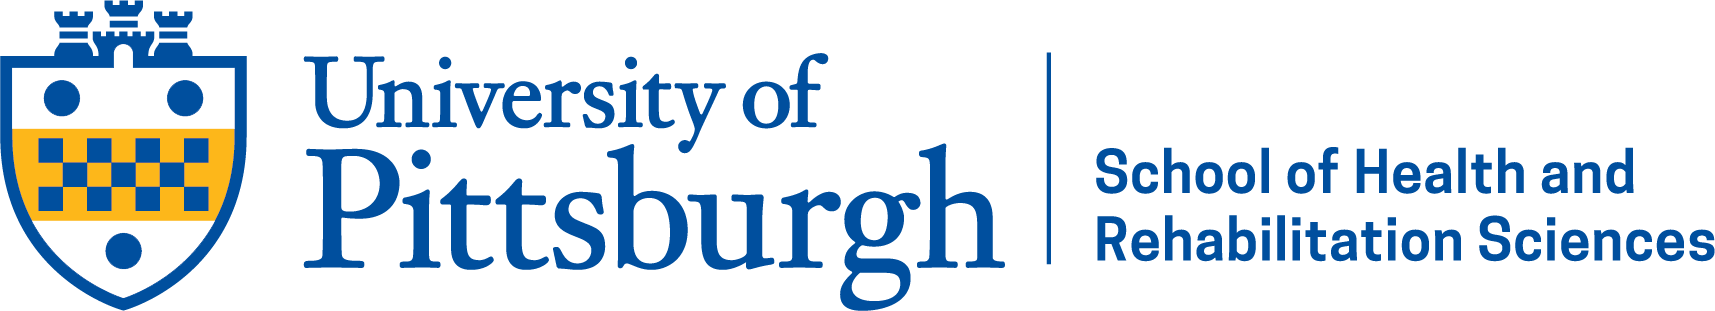 University of
Pittsburgh
School of Health and
Rehabilitation Sciences